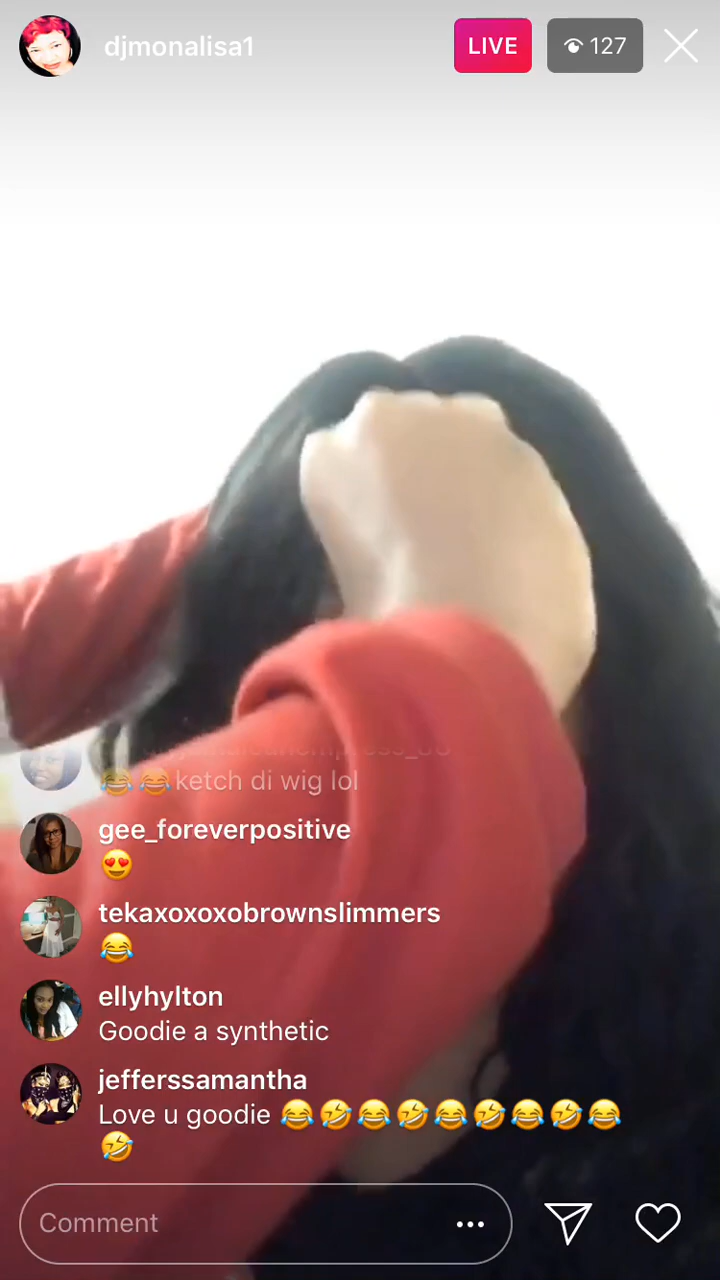 djmonalisa1
LIVE
127
😂😂ketch di wig lol
gee_foreverpositive
😍
tekaxoxoxobrownslimmers
😂
ellyhylton
Goodie a synthetic
jefferssamantha
Love u goodie 😂🤣😂🤣😂🤣😂🤣😂
🤣
Comment